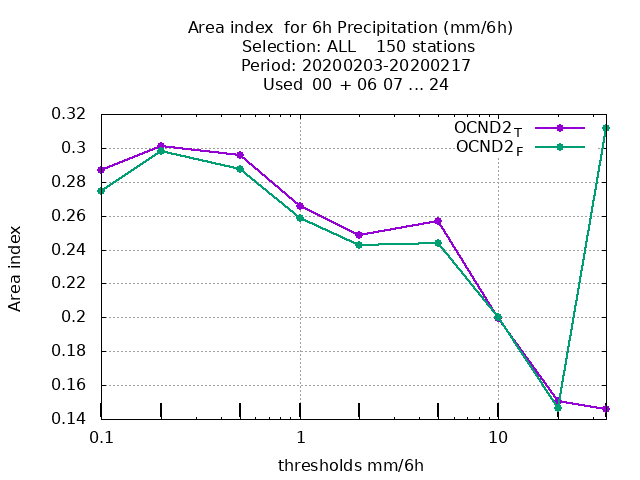 Area index  for 6h Precipitation (mm/6h)
Selection: ALL    150 stations
Period: 20200203-20200217
Used  00 + 06 07 ... 24
OCND2T
OCND2F
0.32
0.3
0.28
0.26
0.24
0.22
0.2
0.18
0.16
0.14
Area index
0.1 1 10
thresholds mm/6h